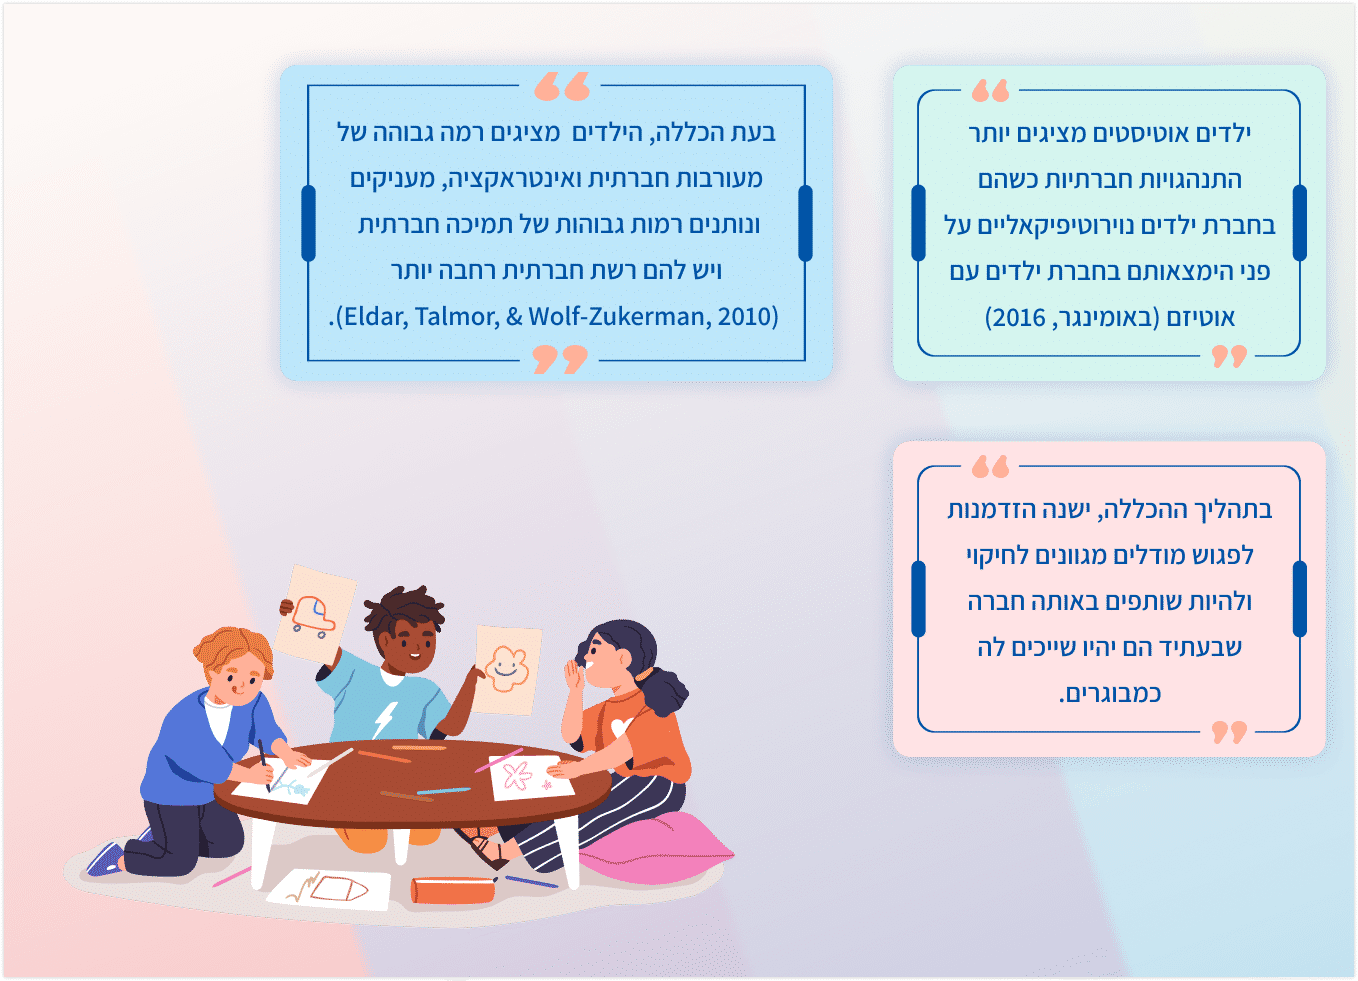 ילדים אוטיסטים מציגים יותר
התנהגויות חברתיות כשהם
בחברת ילדים נוירוטיפיקאליים על
פני הימצאותם בחברת ילדים עם
אוטיזם (באומינגר, 2016)
בעת הכללה, הילדים  מציגים רמה גבוהה של
מעורבות חברתית ואינטראקציה, מעניקים
ונותנים רמות גבוהות של תמיכה חברתית
ויש להם רשת חברתית רחבה יותר
(Eldar, Talmor, & Wolf-Zukerman, 2010).
בתהליך ההכללה, ישנה הזדמנות
לפגוש מודלים מגוונים לחיקוי
ולהיות שותפים באותה חברה
שבעתיד הם יהיו שייכים לה
כמבוגרים.